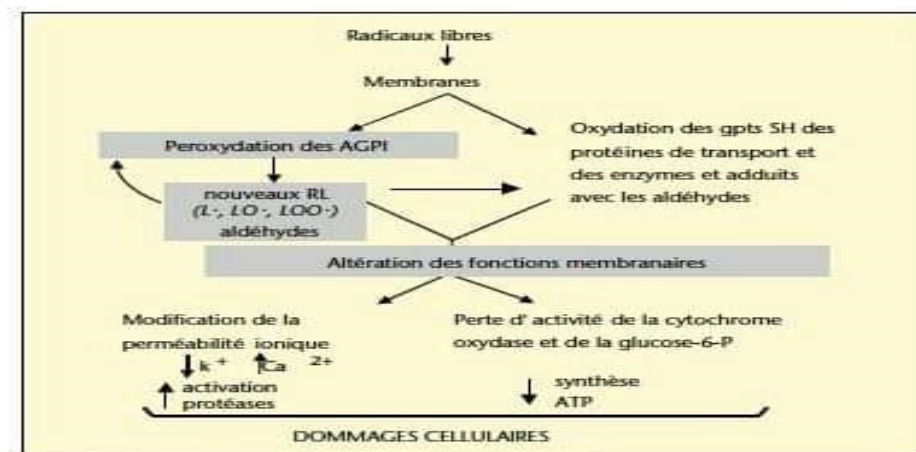 Radicaux libres
Membranes
Peroxydation des AGPI
Oxydation des gpts SH des
protéines de transport et
des enzymes et adduits
avec les aldéhydes
nouveaux RL
(L·, LO·, LOO·)
aldéhydes
Altération des fonctions membranaires
Modification de la
perméabilité ionique
k + Ca 2+
activation
protéases
Perte d' activité de la cytochrome
oxydase et de la glucose-6-P
synthèse
ATP
DOMMAGES CELLULAIRES